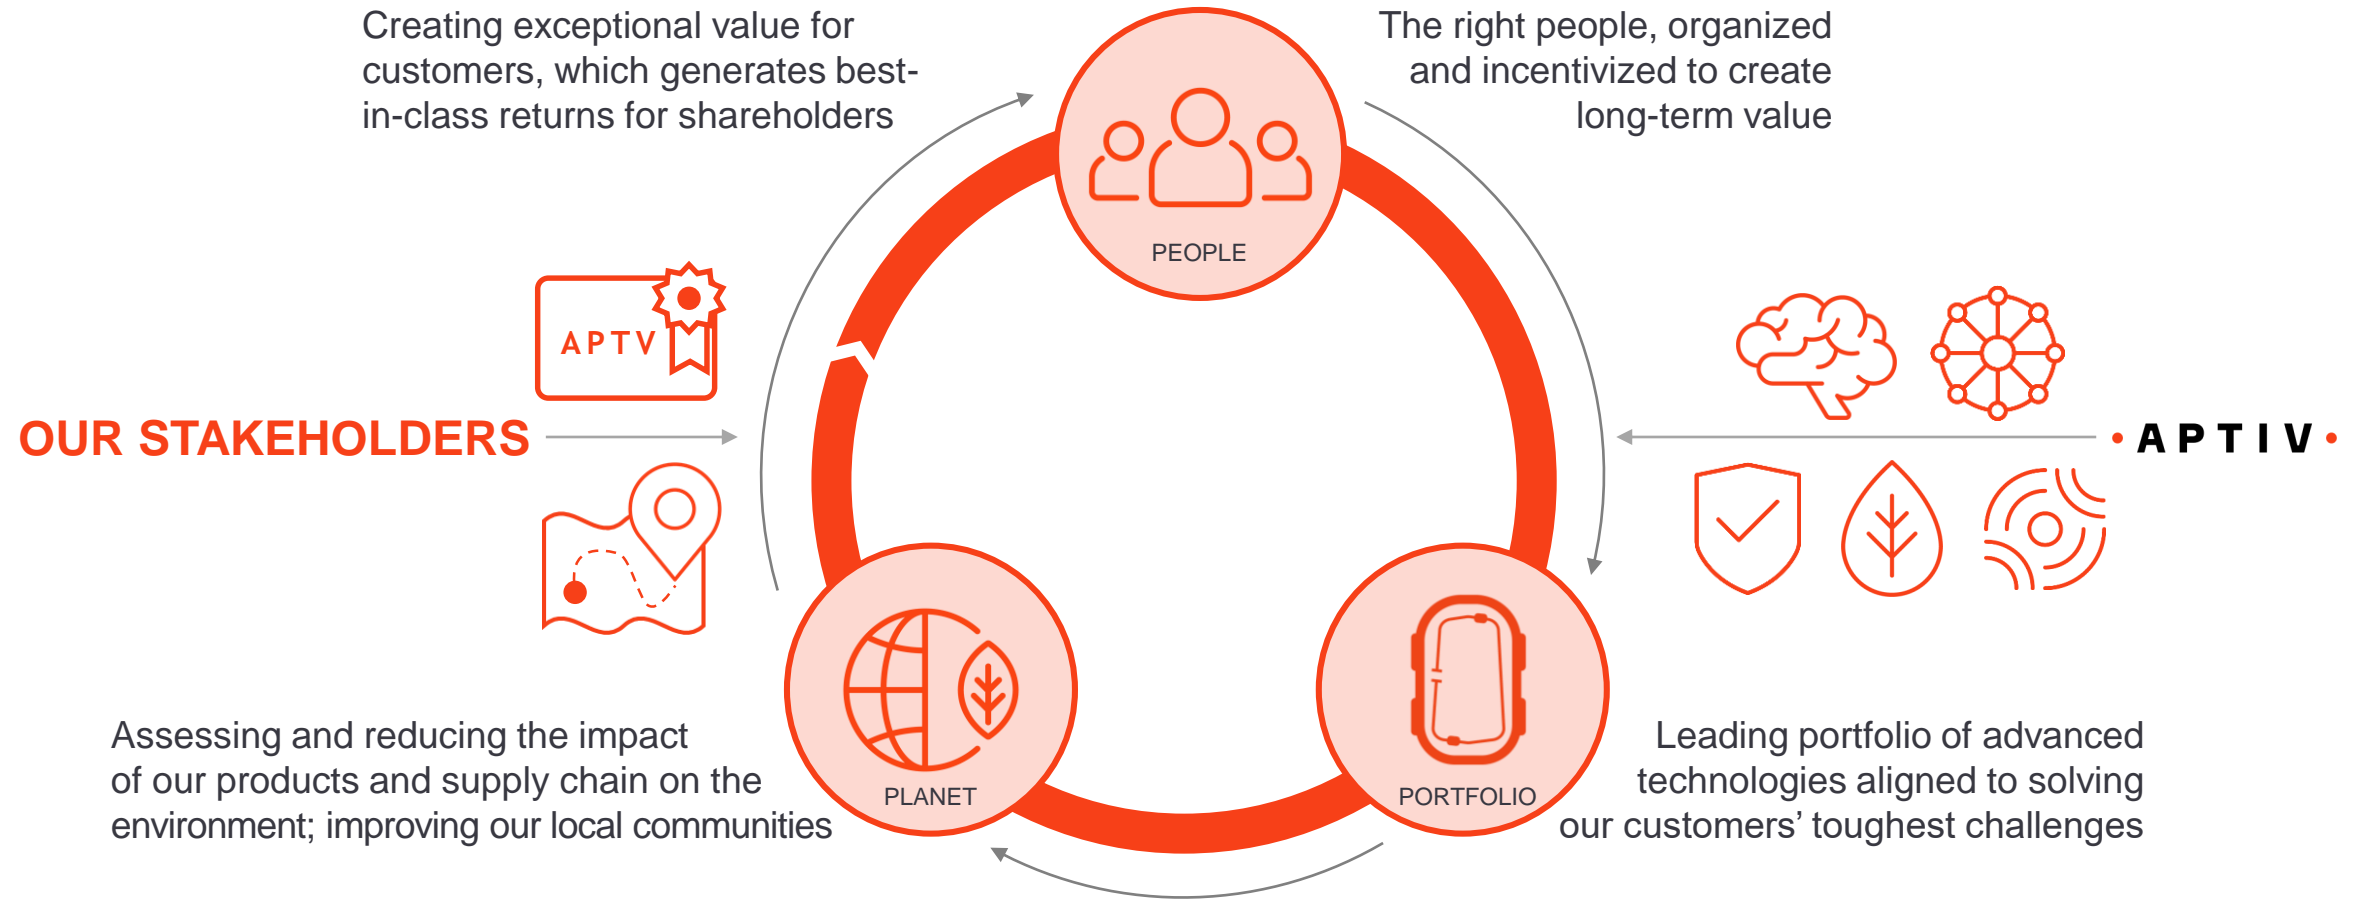 Creating exceptional value for
customers, which generates best-
in-class returns for shareholders
The right people, organized
and incentivized to create
long-term value
PEOPLE
APTV
OUR STAKEHOLDERS
• APTIV •
PLANET
PORTFOLIO
Assessing and reducing the impact
of our products and supply chain on the
environment; improving our local communities
Leading portfolio of advanced
technologies aligned to solving
our customers’ toughest challenges